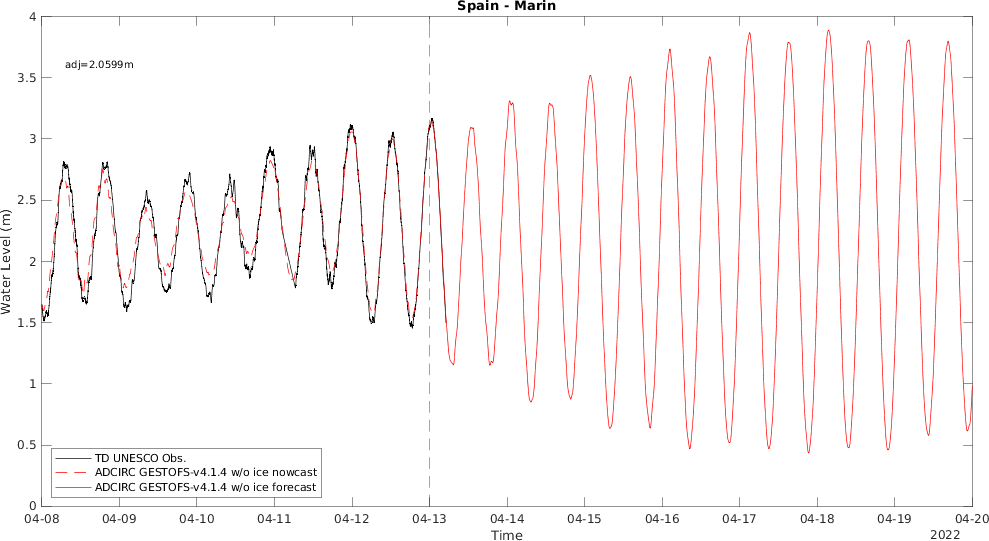 Spain - Marin
4
adj=2.0599m
3.5
3
2.5
2
1.5
1
0.5
0
Water Level (m)
TD UNESCO Obs.
ADCIRC GESTOFS-v4.1.4 w/o ice nowcast
ADCIRC GESTOFS-v4.1.4 w/o ice forecast
04-08 04-09 04-10 04-11 04-12 04-13 04-14 04-15 04-16 04-17 04-18 04-19 04-20
Time
2022